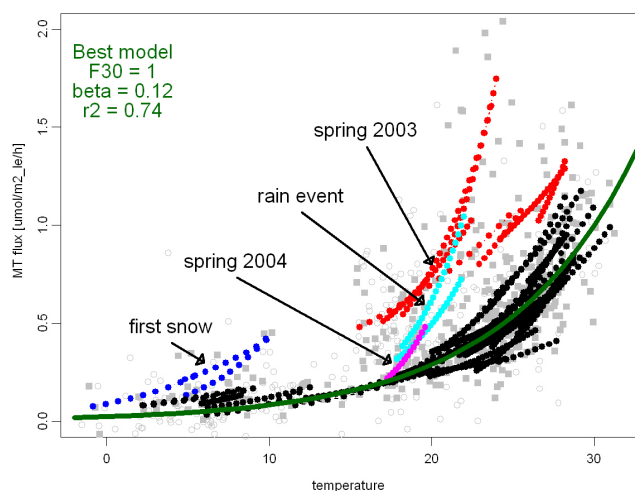 Best model
F30 = 1
beta = 0.12
r2 = 0.74
spring 2003
rain event
spring 2004
first snow
MT flux [umol/m2_le/h]
2.0
1.5
1.0
0.5
0.0
0 10 20 30
temperature